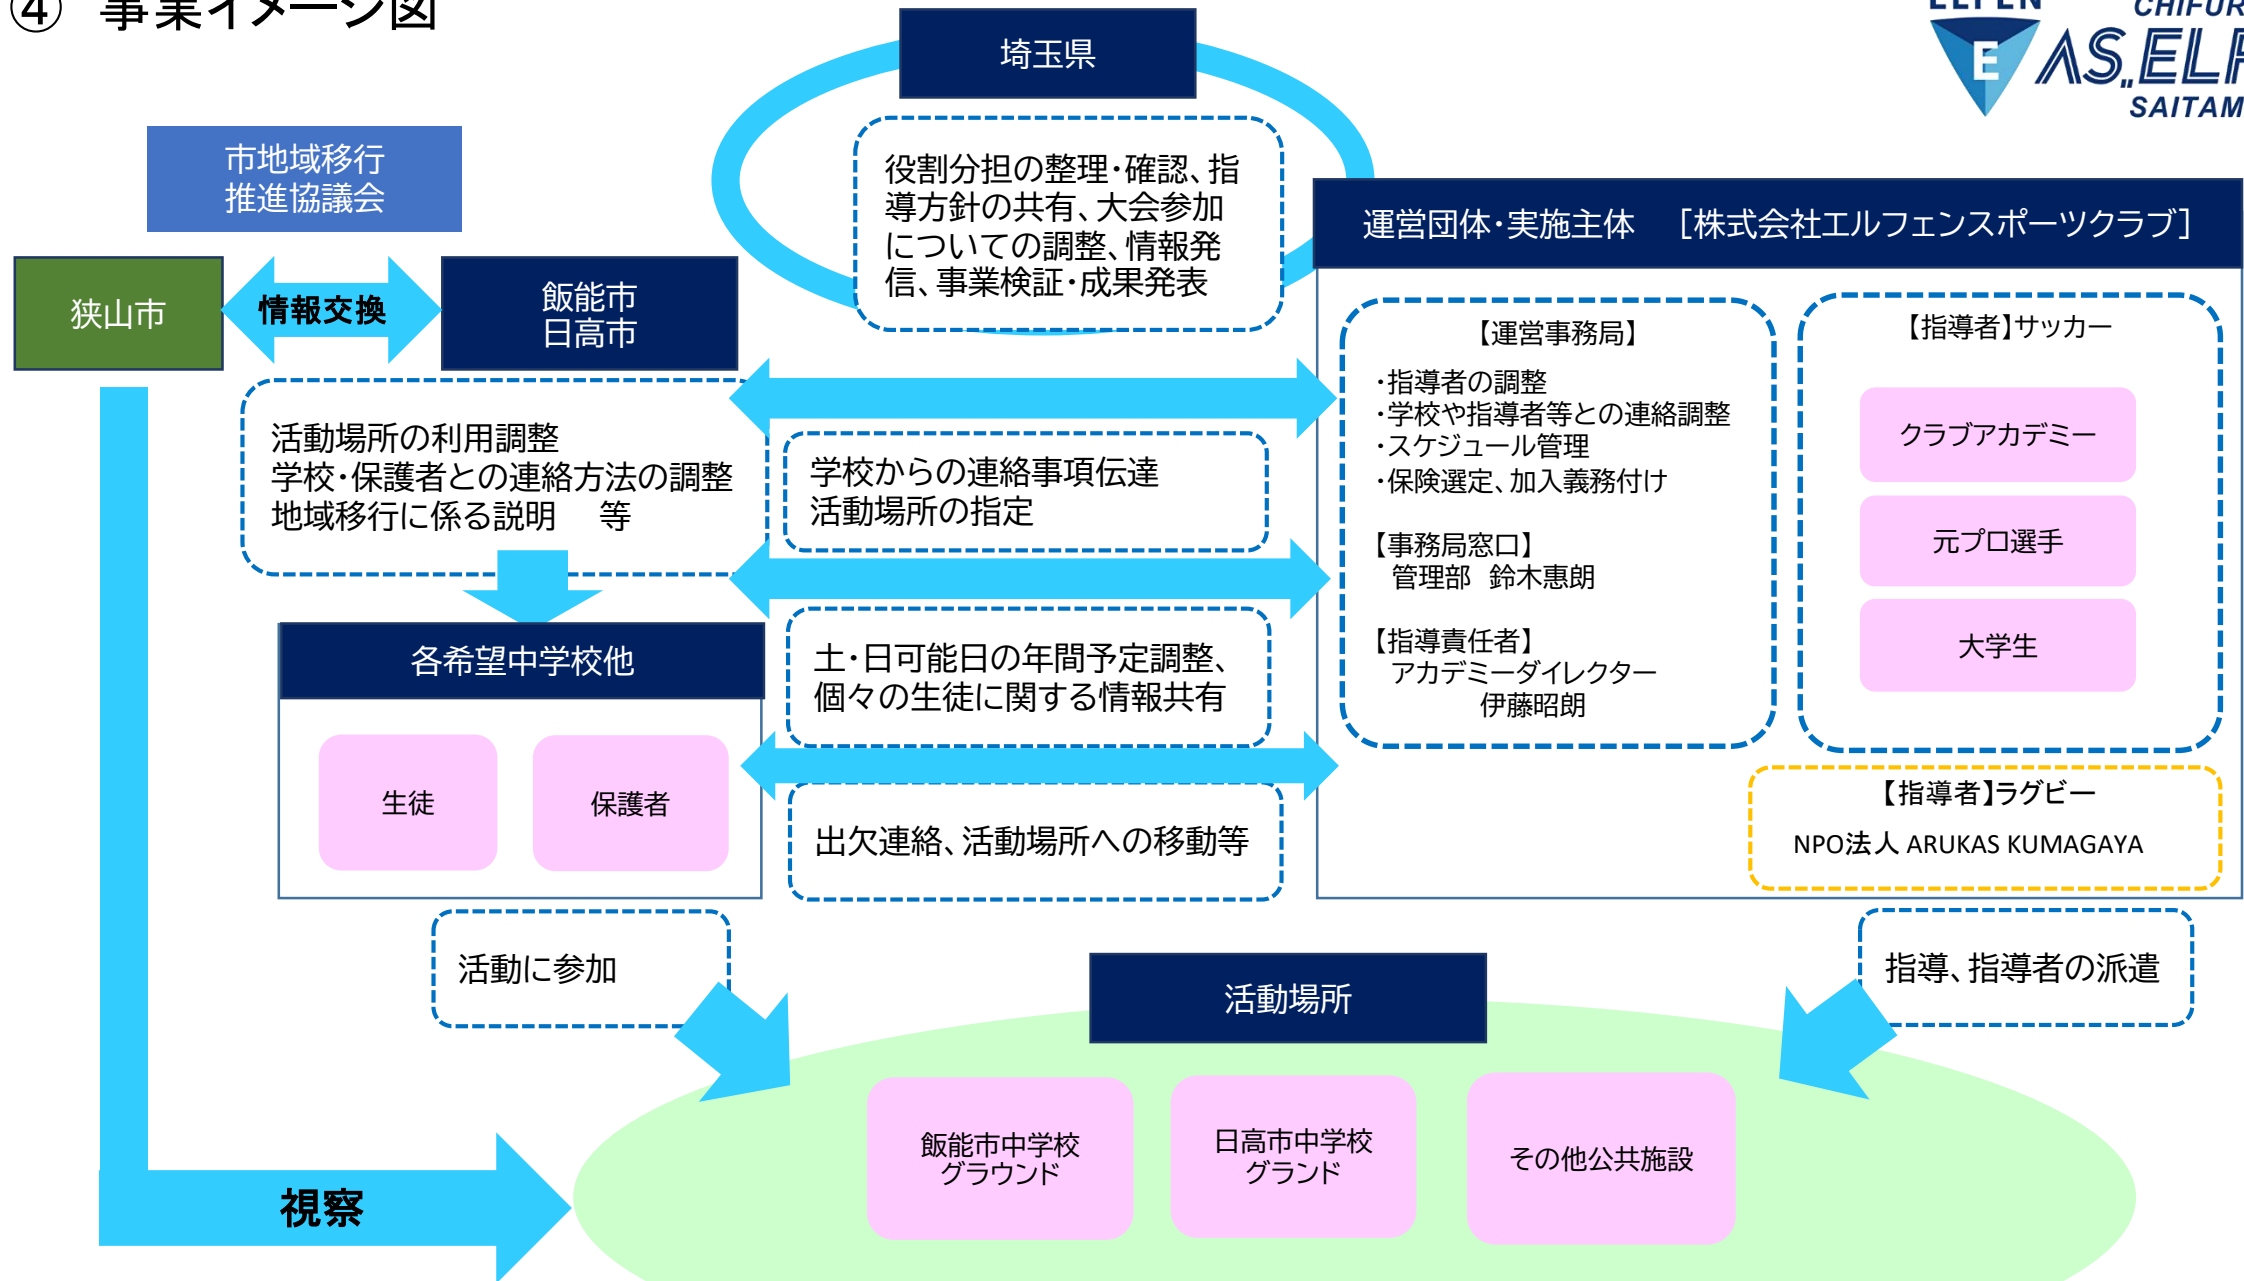 ④ 事業イメージ図
ELFEN
E
CHIFUR
AS.ELF
SAITAM
埼玉県
役割分担の整理・確認、指
導方針の共有、大会参加
についての調整、情報発
信、事業検証・成果発表
市地域移行
推進協議会
狭山市
情報交換
飯能市
日高市
活動場所の利用調整
学校・保護者との連絡方法の調整
地域移行に係る説明　等
学校からの連絡事項伝達
活動場所の指定
土・日可能日の年間予定調整、
個々の生徒に関する情報共有
出欠連絡、活動場所への移動等
各希望中学校他
生徒
保護者
運営団体・実施主体　［株式会社エルフェンスポーツクラブ］
【運営事務局】
・指導者の調整
・学校や指導者等との連絡調整
・スケジュール管理
・保険選定、加入義務付け
【事務局窓口】
管理部　鈴木惠朗
【指導責任者】
アカデミーダイレクター
伊藤昭朗
【指導者】サッカー
クラブアカデミー
元プロ選手
大学生
【指導者】ラグビー
NPO法人 ARUKAS KUMAGAYA
活動に参加
指導、指導者の派遣
活動場所
飯能市中学校
グラウンド
日高市中学校
グランド
その他公共施設
視察